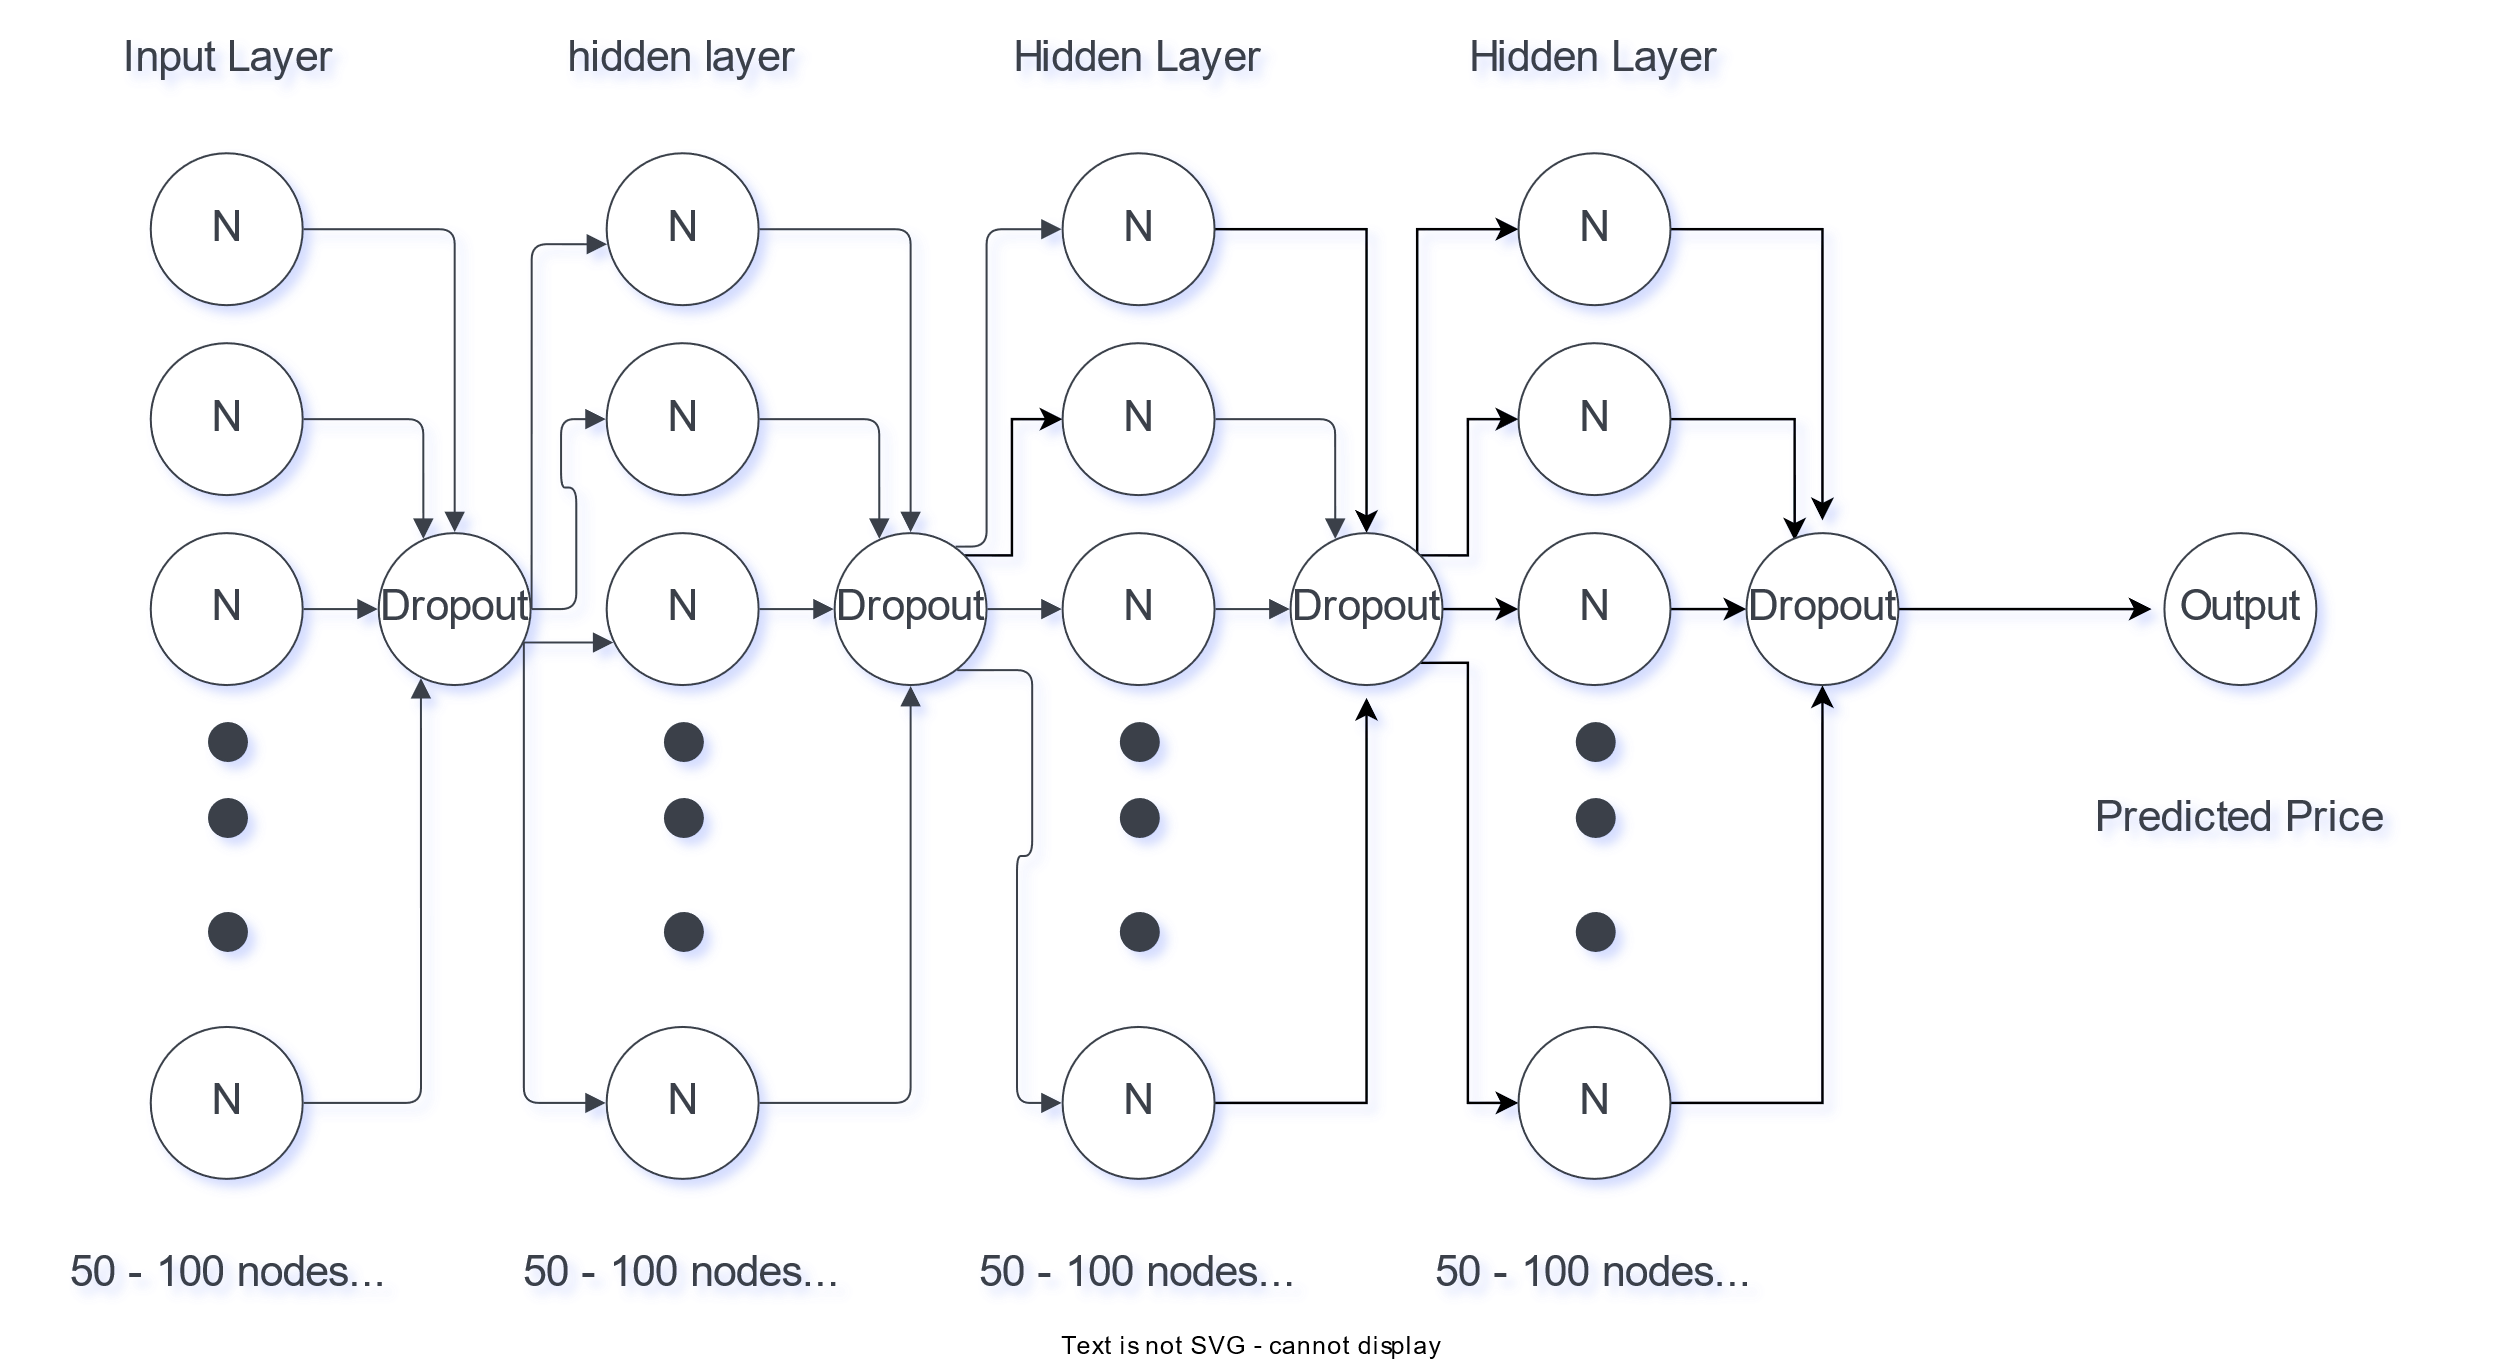 Input Layer
hidden layer
Hidden Layer
Hidden Layer
N
N
N
N
N
N
N
N
N
Dropout
N
Dropout
N
Dropout
N
Dropout
Output
Predicted Price
N
N
N
N
50 - 100 nodes...
50 - 100 nodes...
50 - 100 nodes...
50 - 100 nodes...
Text is not SVG - cannot display